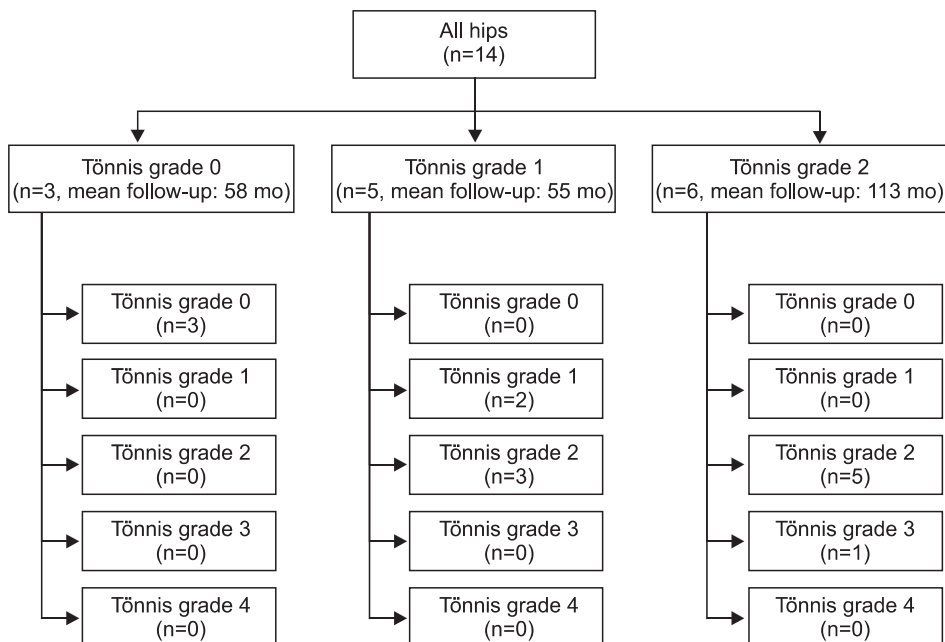 All hips
(n=14)
Tönnis grade 0
(n=3, mean follow-up: 58 mo)
Tönnis grade 1
(n=5, mean follow-up: 55 mo)
Tönnis grade 2
(n=6, mean follow-up: 113 mo)
Tönnis grade 0
(n=3)
Tönnis grade 1
(n=0)
Tönnis grade 2
(n=0)
Tönnis grade 3
(n=0)
Tönnis grade 4
(n=0)
Tönnis grade 0
(n=0)
Tönnis grade 1
(n=2)
Tönnis grade 2
(n=3)
Tönnis grade 3
(n=0)
Tönnis grade 4
(n=0)
Tönnis grade 0
(n=0)
Tönnis grade 1
(n=0)
Tönnis grade 2
(n=5)
Tönnis grade 3
(n=1)
Tönnis grade 4
(n=0)